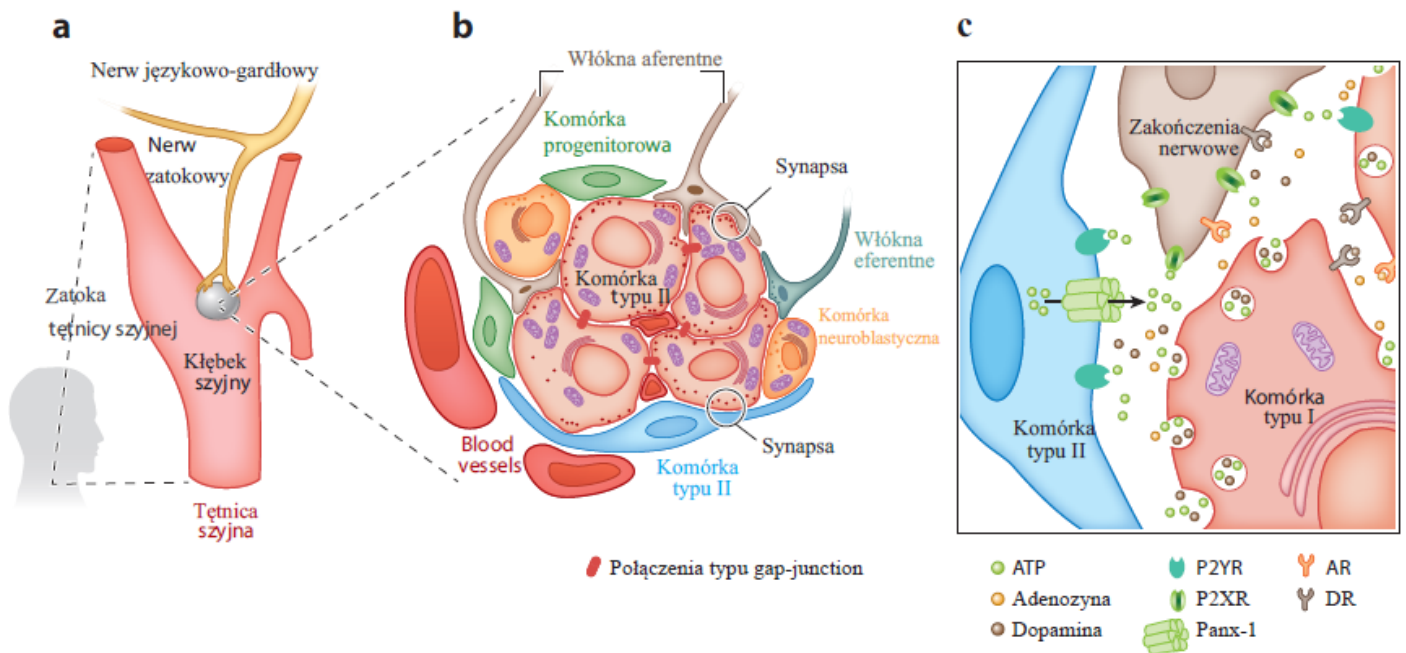 a
Nerw językowo-gardłowy
Nerw
zatokowy
Zatoka
tętnicy szyjnej
Kłębek
szyjny
Tętnica
szyjna
b
Włókna aferentne
Komórka
progenitorowa
Synapsa
Włókna
eferentne
Komórka
typu II
Komórka
neuroblastyczna
Blood
vessels
Komórka
typu II
Synapsa
Połączenia typu gap-junction
c
Zakończenia
nerwowe
Komórka
typu I
Komórka
typu II
ATP
Adenozyna
Dopamina
P2YR
P2XR
Panx-1
AR
DR